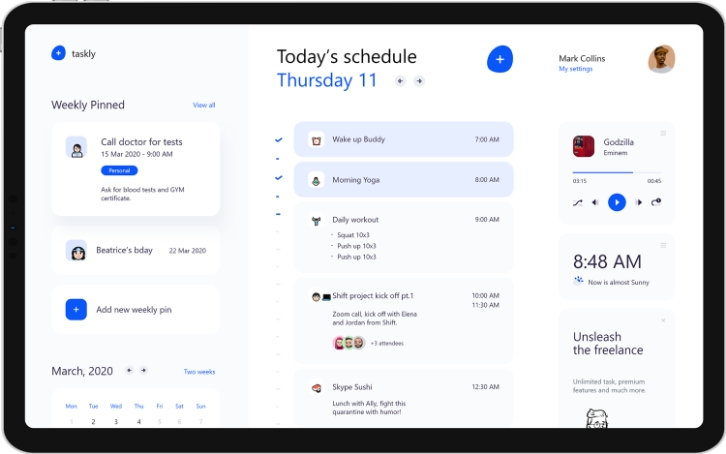 taskly
Weekly Pinned
View all
Call doctor for tests
15 Mar 2020 - 9:00 AM
Personal
Ask for blood tests and GYM
certificate.
Beatrice's bday
22 Mar 2020
Add new weekly pin
March, 2020
Two weeks
Mon Tue Wed Thu Fri Sat Sun
1 2 3 4 5 6 7
Today's schedule
Thursday 11
Wake up Buddy
7:00 AM
Morning Yoga
8:00 AM
Daily workout
9:00 AM
· Squat 10x3
· Push up 10x3
· Push up 10x3
Shift project kick off pt.1
10:00 AM
11:30 AM
Zoom call, kick off with Elena
and Jordan from Shift.
+3 attendees
Skype Sushi
12:30 AM
Lunch with Ally, fight this
quarantine with humor!
Mark Collins
My settings
Godzilla
Eminem
03:15
00:45
8:48 AM
Now is almost Sunny
Unsleash
the freelance
Unlimited task, premium
features and much more.